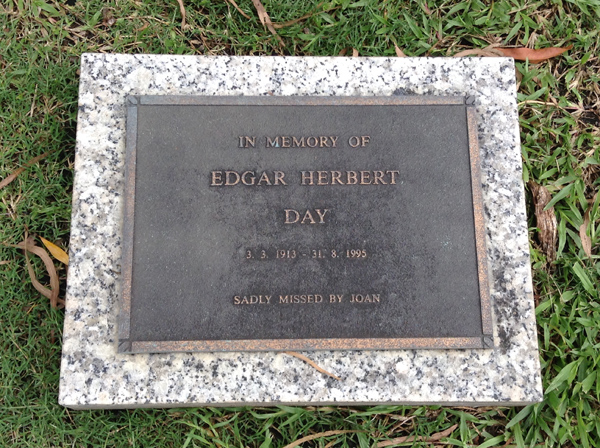 IN MEMORY OF
EDGAR HERBERT
DAY
3. 3. 1913 - 31. 8. 1995
SADLY MISSED BY JOAN